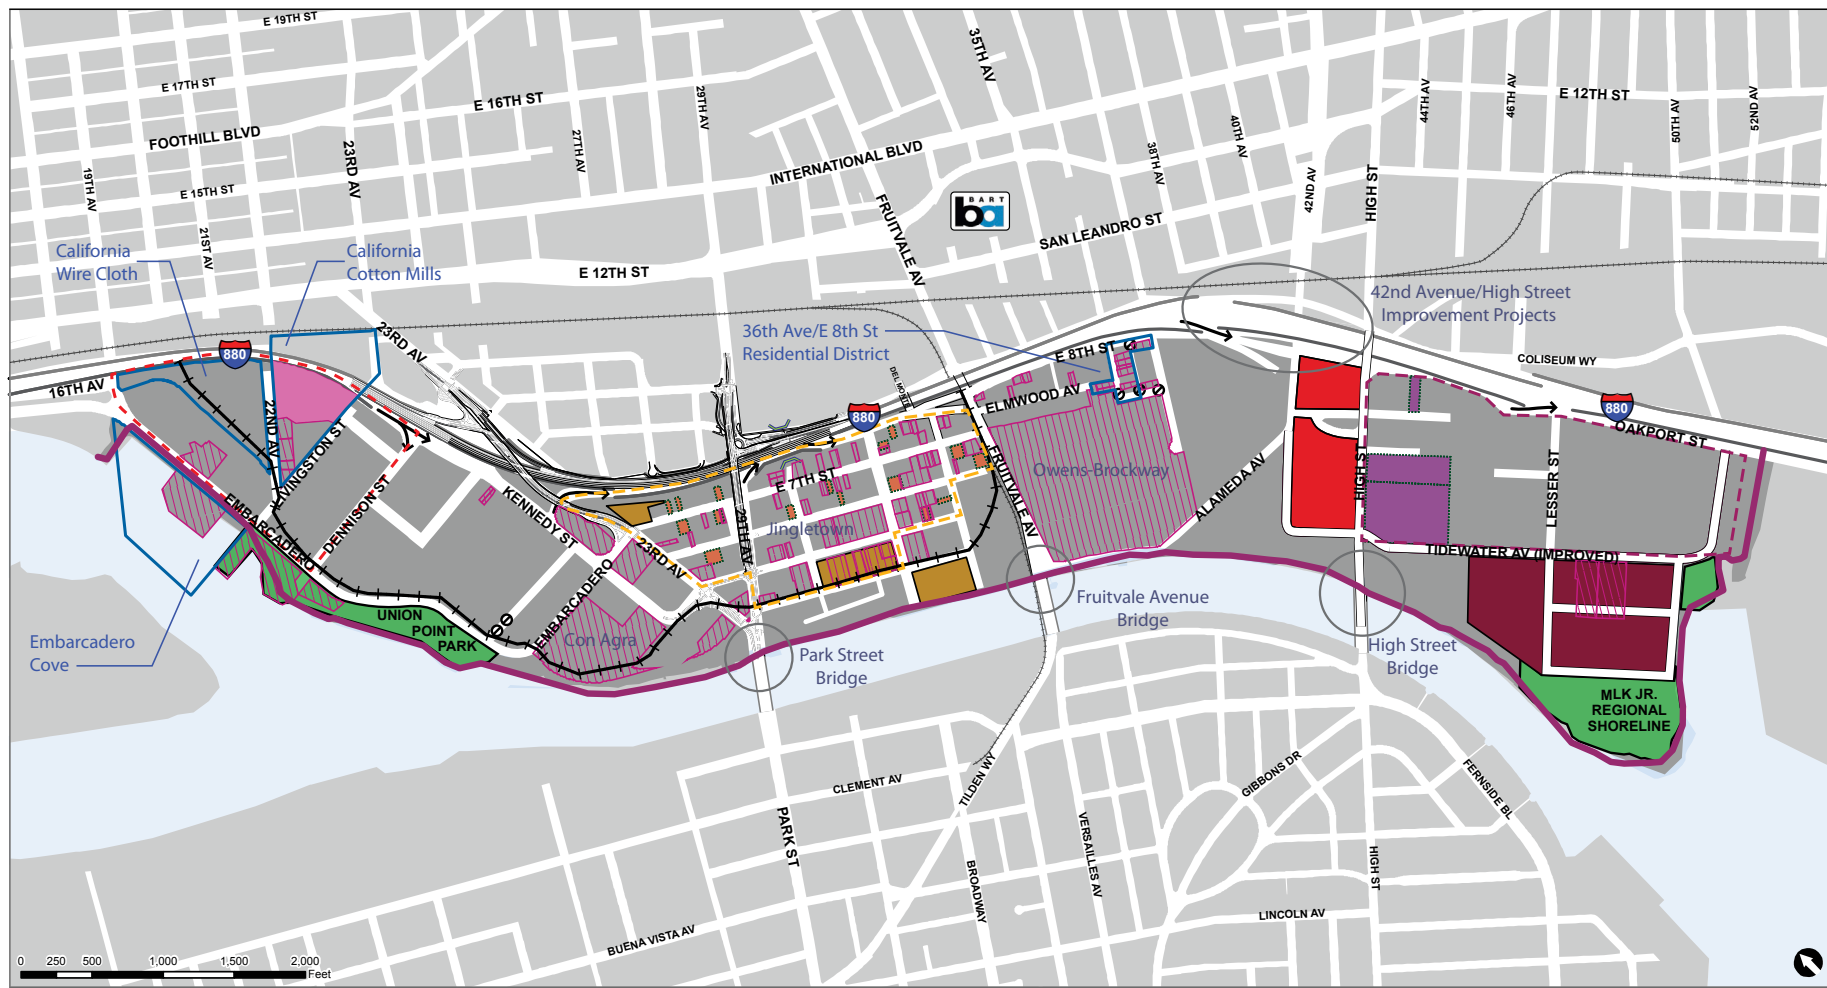 E 19TH ST
35TH AV
E 17TH ST
E 16TH ST
29TH AV
44TH AV
46TH AV
E 12TH ST
50TH AV
52ND AV
FOOTHILL BLVD
23RD AV
27TH AV
INTERNATIONAL BLVD
38TH AV
40TH AV
42ND AV
HIGH ST
19TH AV
E 15TH ST
FRUITVALE AV
BART
ba
SAN LEANDRO ST
21ST AV
California
Wire Cloth
California
Cotton Mills
E 12TH ST
42nd Avenue/High Street
Improvement Projects
36th Ave/E 8th St
Residential District
23RD AV
880
E 8TH ST
COLISEUM WY
16TH AV
DEL MONTE
ELMWOOD AV
880
880
OAKPORT ST
22ND AV
LIVINGSTON ST
FRUITVALE AV
Owens-Brockway
HIGH ST
ALAMEDA AV
LESSER ST
E 7TH ST
KENNEDY ST
EMBARCADERO
DENNISON ST
29TH AV
Jingletown
23RD AV
TIDEWATER AV (IMPROVED)
EMBARCADERO
UNION
POINT
PARK
Con Agra
Fruitvale Avenue
Bridge
Embarcadero
Cove
Park Street
Bridge
High Street
Bridge
MLK JR.
REGIONAL
SHORELINE
CLEMENT AV
TILDEN WY
GIBBONS DR
FERNSIDE BL
PARK ST
VERSAILLES AV
BROADWAY
HIGH ST
LINCOLN AV
BUENA VISTA AV
0 250 500 1,000 1,500 2,000
Feet